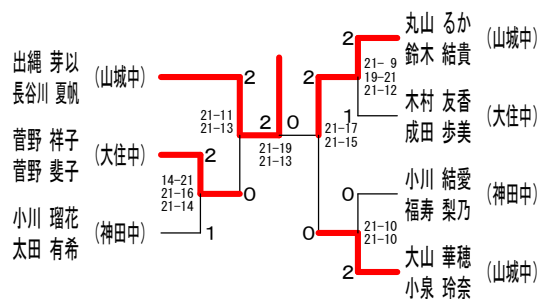 出縄 芽以
長谷川 夏帆
(山城中)
菅野 祥子
菅野 斐子
(大住中)
小川 瑠花
太田 有希
(神田中)
2
21-11
21-13
2
14-21
21-16
21-14
0
1
2 0
21-19
21-13
丸山 るか
鈴木 結貴
(山城中)
木村 友香
成田 歩美
(大住中)
小川 結愛
福寿 梨乃
(神田中)
大山 華穂
小泉 玲奈
(山城中)
2
21- 9
19-21
21-12
1
2
21-17
21-15
0
0
21-10
21-10
2